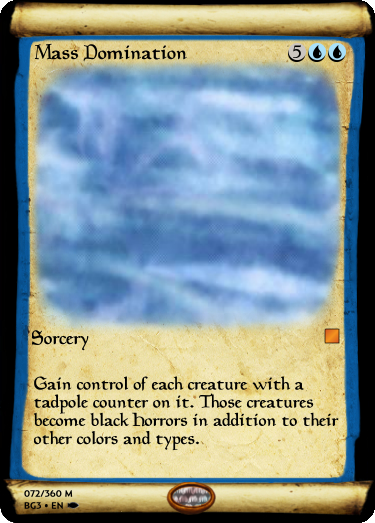 Mass Domination 5
Sorcery
Gain control of each creature with a
tadpole counter on it. Those creatures
become black Horrors in addition to their
other colors and types.
072/360 M
BG3 • EN